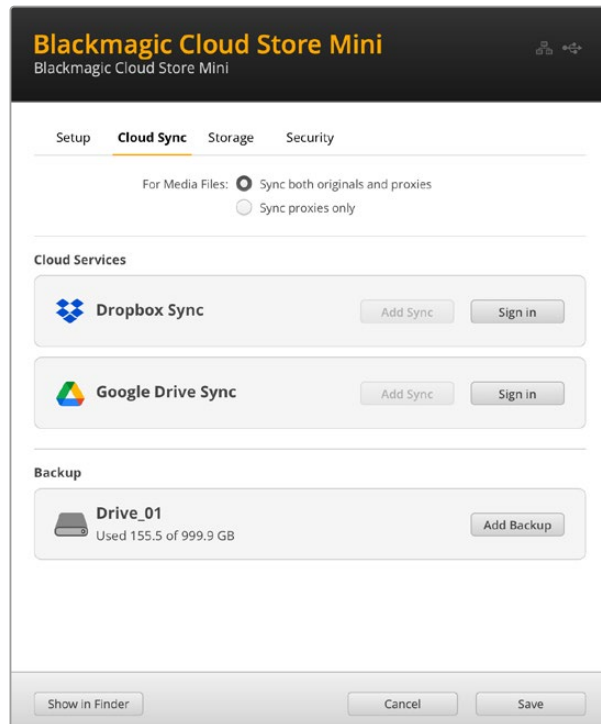 Blackmagic Cloud Store Mini
Blackmagic Cloud Store Mini
Setup Cloud Sync Storage Security
For Media Files: Sync both originals and proxies
Sync proxies only
Cloud Services
Dropbox Sync Add Sync Sign in
Google Drive Sync Add Sync Sign in
Backup
Drive_01
Used 155.5 of 999.9 GB
Add Backup
Show in Finder Cancel Save